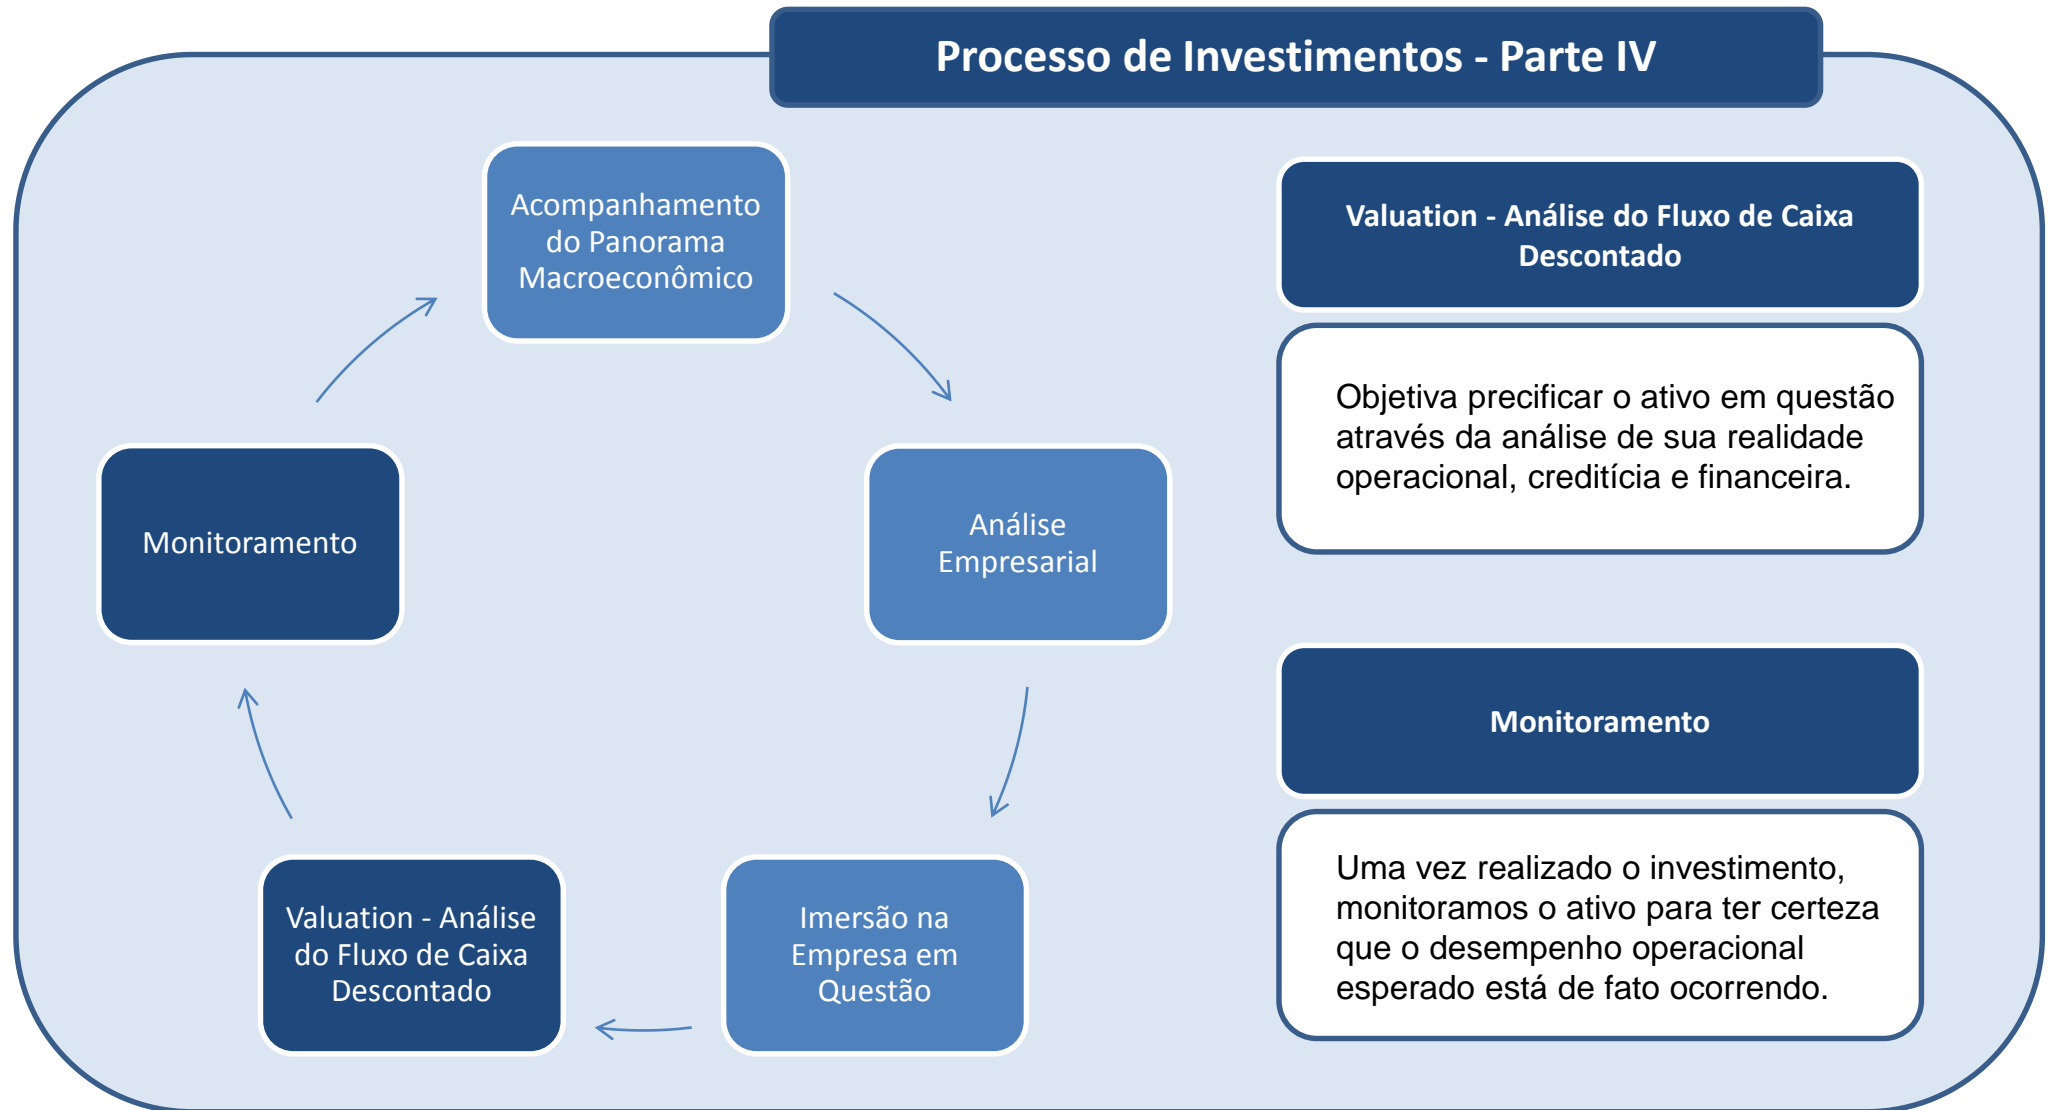 Processo de Investimentos - Parte IV
Acompanhamento
do Panorama
Macroeconômico
Análise
Empresarial
Imersão na
Empresa em
Questão
Valuation - Análise
do Fluxo de Caixa
Descontado
Monitoramento
Valuation - Análise do Fluxo de Caixa
Descontado
Objetiva precificar o ativo em questão
através da análise de sua realidade
operacional, creditícia e financeira.
Monitoramento
Uma vez realizado o investimento,
monitoramos o ativo para ter certeza
que o desempenho operacional
esperado está de fato ocorrendo.